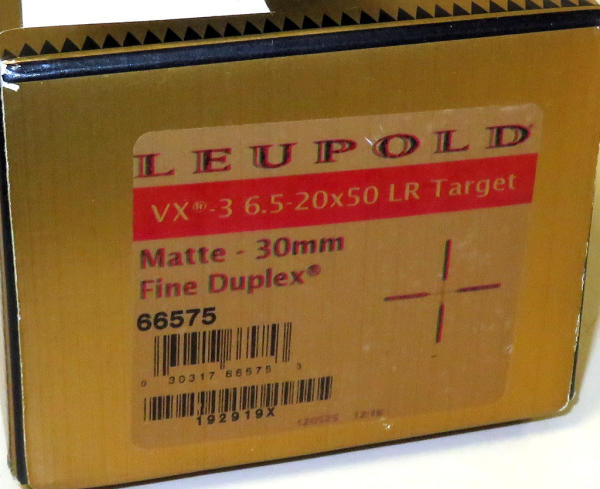 LEUPOLD
VX®-3 6.5-20x50 LR Target
Matte - 30mm
Fine Duplex®
66575
0 30317 66575 3
192919X